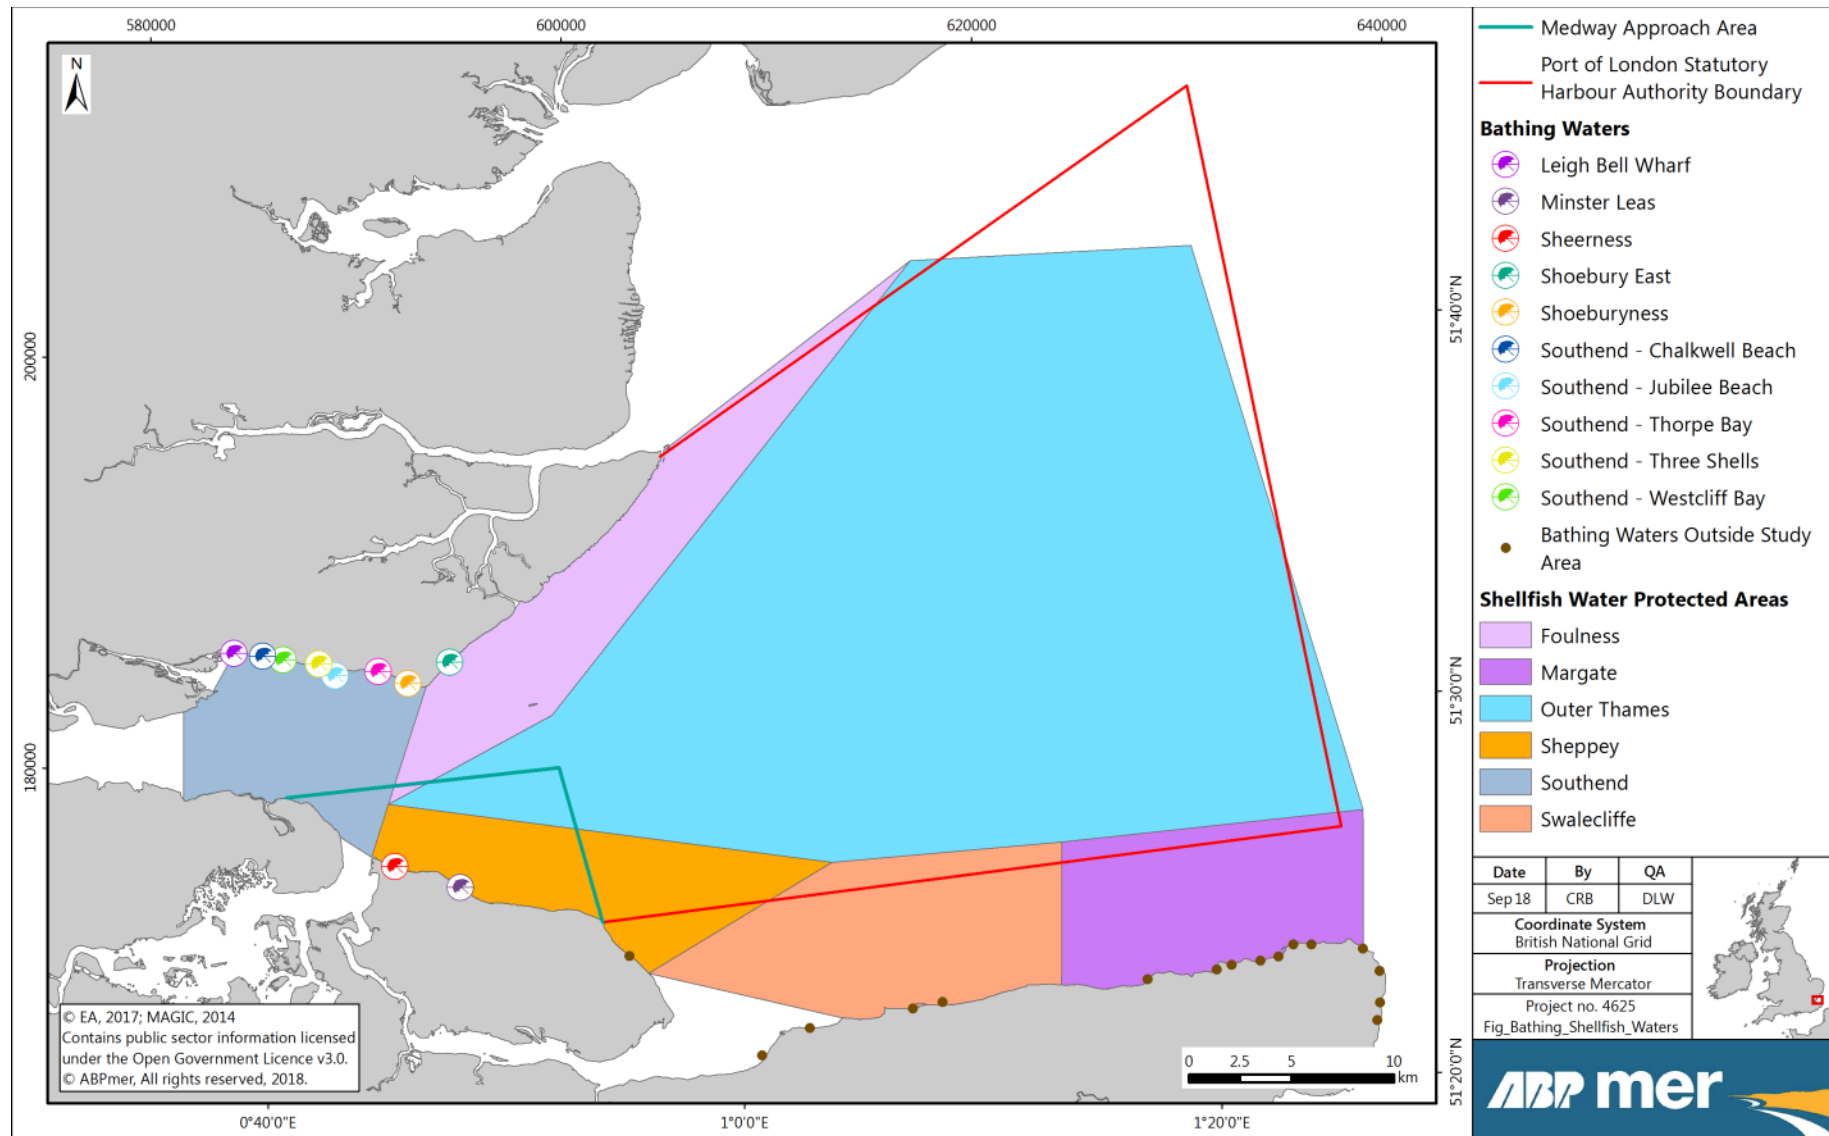 580000
600000
620000
640000
N
200000
180000
51°40'0"N
51°30'0"N
51°20'0"N
0°40'0"E
1°0'0"E
1°20'0"E
© EA, 2017; MAGIC, 2014
Contains public sector information licensed
under the Open Government Licence v3.0.
© ABPmer, All rights reserved, 2018.
0 2.5 5 10
km
Medway Approach Area
Port of London Statutory
Harbour Authority Boundary
Bathing Waters
Leigh Bell Wharf
Minster Leas
Sheerness
Shoebury East
Shoeburyness
Southend - Chalkwell Beach
Southend - Jubilee Beach
Southend - Thorpe Bay
Southend - Three Shells
Southend - Westcliff Bay
Bathing Waters Outside Study
Area
Shellfish Water Protected Areas
Foulness
Margate
Outer Thames
Sheppey
Southend
Swalecliffe
Date By QA
Sep 18 CRB DLW
Coordinate System
British National Grid
Projection
Transverse Mercator
Project no. 4625
Fig_Bathing_Shellfish_Waters
ABPmer